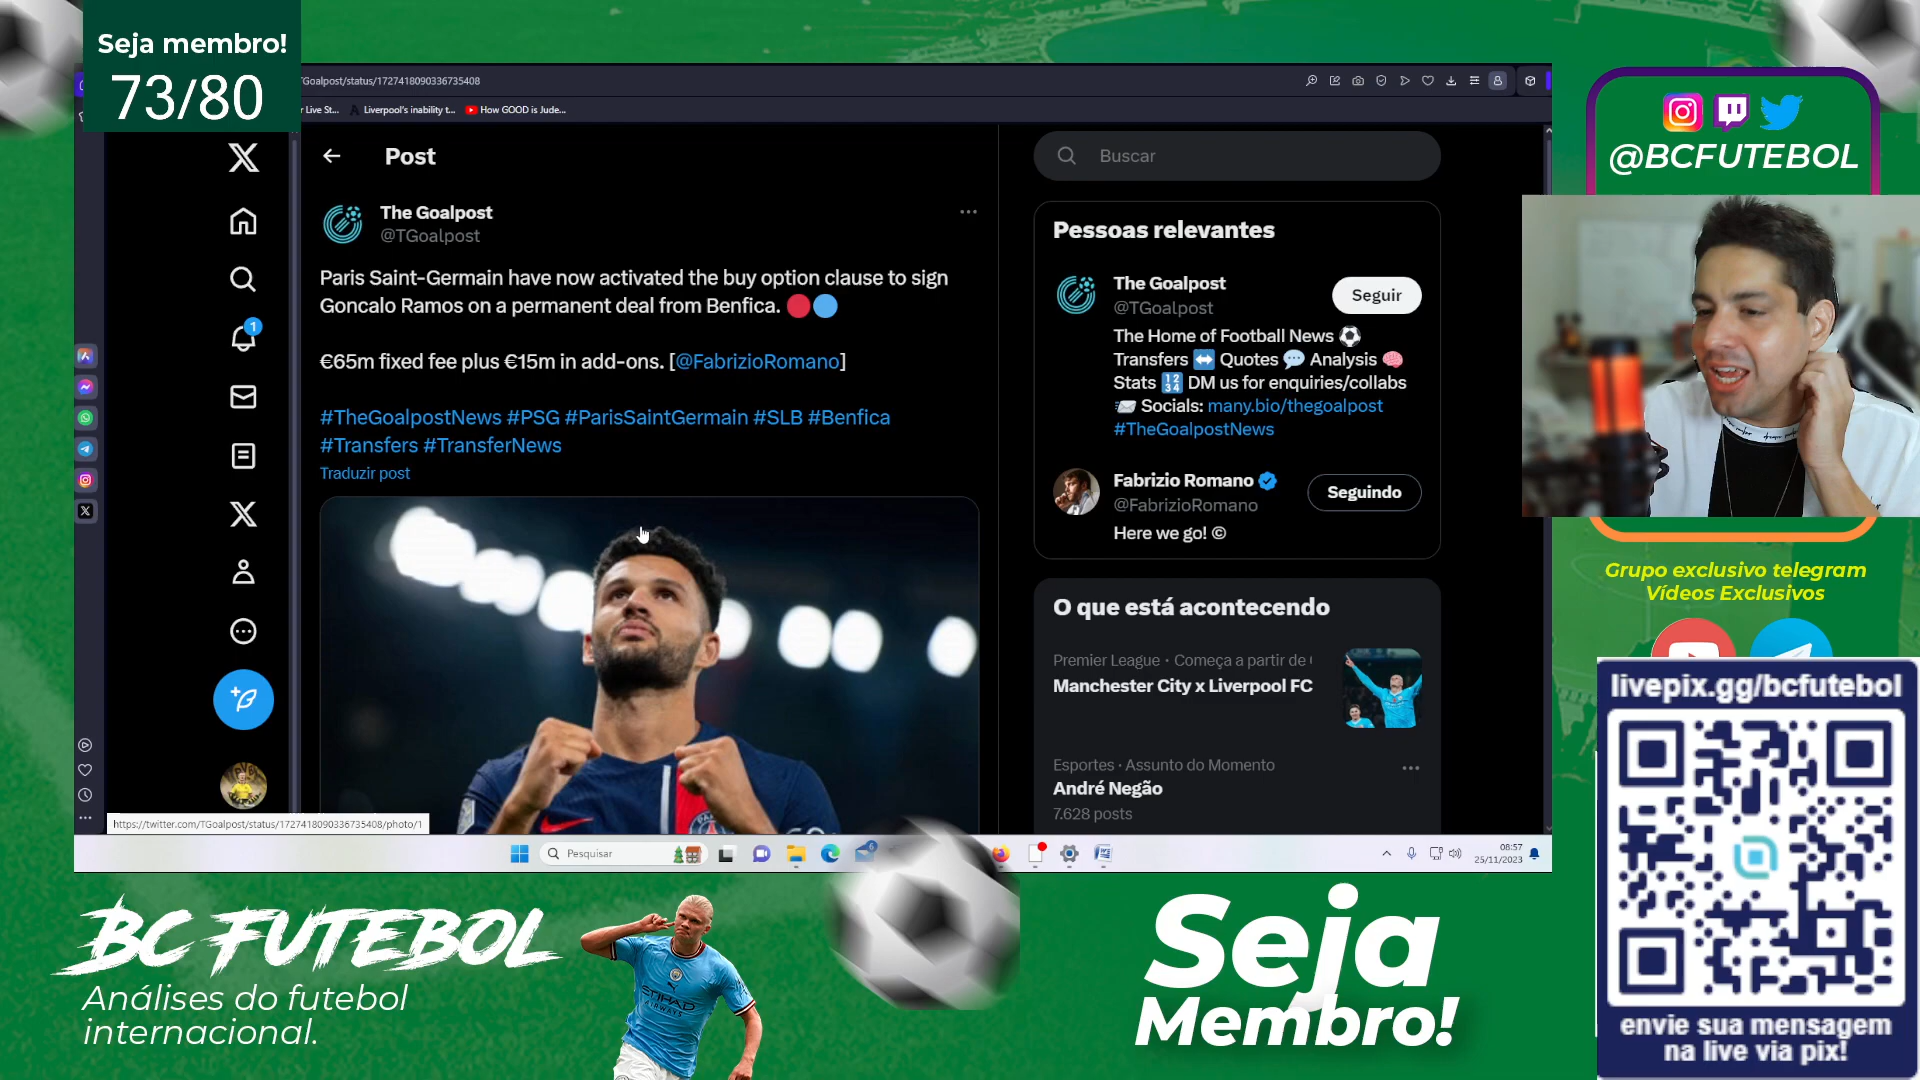 Seja membro!
73/80
TGoalpost/status/1727418090336735408
r Live St...
Liverpool's inability t...
How GOOD is Jude...
Post
The Goalpost
@TGoalpost
Paris Saint-Germain have now activated the buy option clause to sign
Goncalo Ramos on a permanent deal from Benfica.
€65m fixed fee plus €15m in add-ons. [@FabrizioRomano]
#TheGoalpostNews #PSG #ParisSaintGermain #SLB #Benfica
#Transfers #TransferNews
Traduzir post
1
https://twitter.com/TGoalpost/status/1727418090336735408/photo/1
Buscar
Pessoas relevantes
The Goalpost
@TGoalpost
Seguir
The Home of Football News ⚽
Transfers ↔️ Quotes 💬 Analysis 🧠
Stats 🔢 DM us for enquiries/collabs
📨 Socials: many.bio/thegoalpost
#TheGoalpostNews
Fabrizio Romano
@FabrizioRomano
Seguindo
Here we go! ©
O que está acontecendo
Premier League · Começa a partir de
Manchester City x Liverpool FC
Esportes · Assunto do Momento
André Negão
7.628 posts
Pesquisar
6
08:57
25/11/2023
@BCFUTEBOL
Grupo exclusivo telegram
Vídeos Exclusivos
livepix.gg/bcfutebol
envie sua mensagem
na live via pix!
BC FUTEBOL
Análises do futebol
internacional.
ETIHAD
AIRWAYS
Seja
Membro!